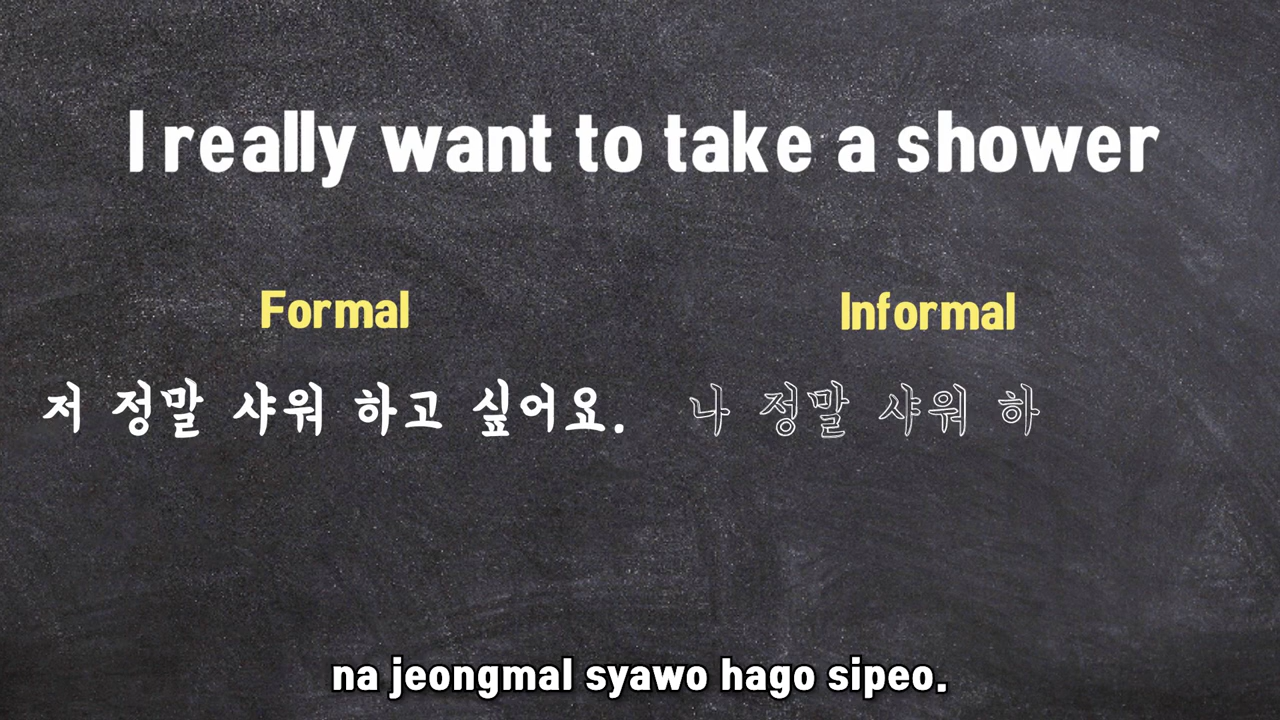 I really want to take a shower
Formal
Informal
저 정말 샤워 하고 싶어요.
나 정말 샤워 하
na jeongmal syawo hago sipeo.